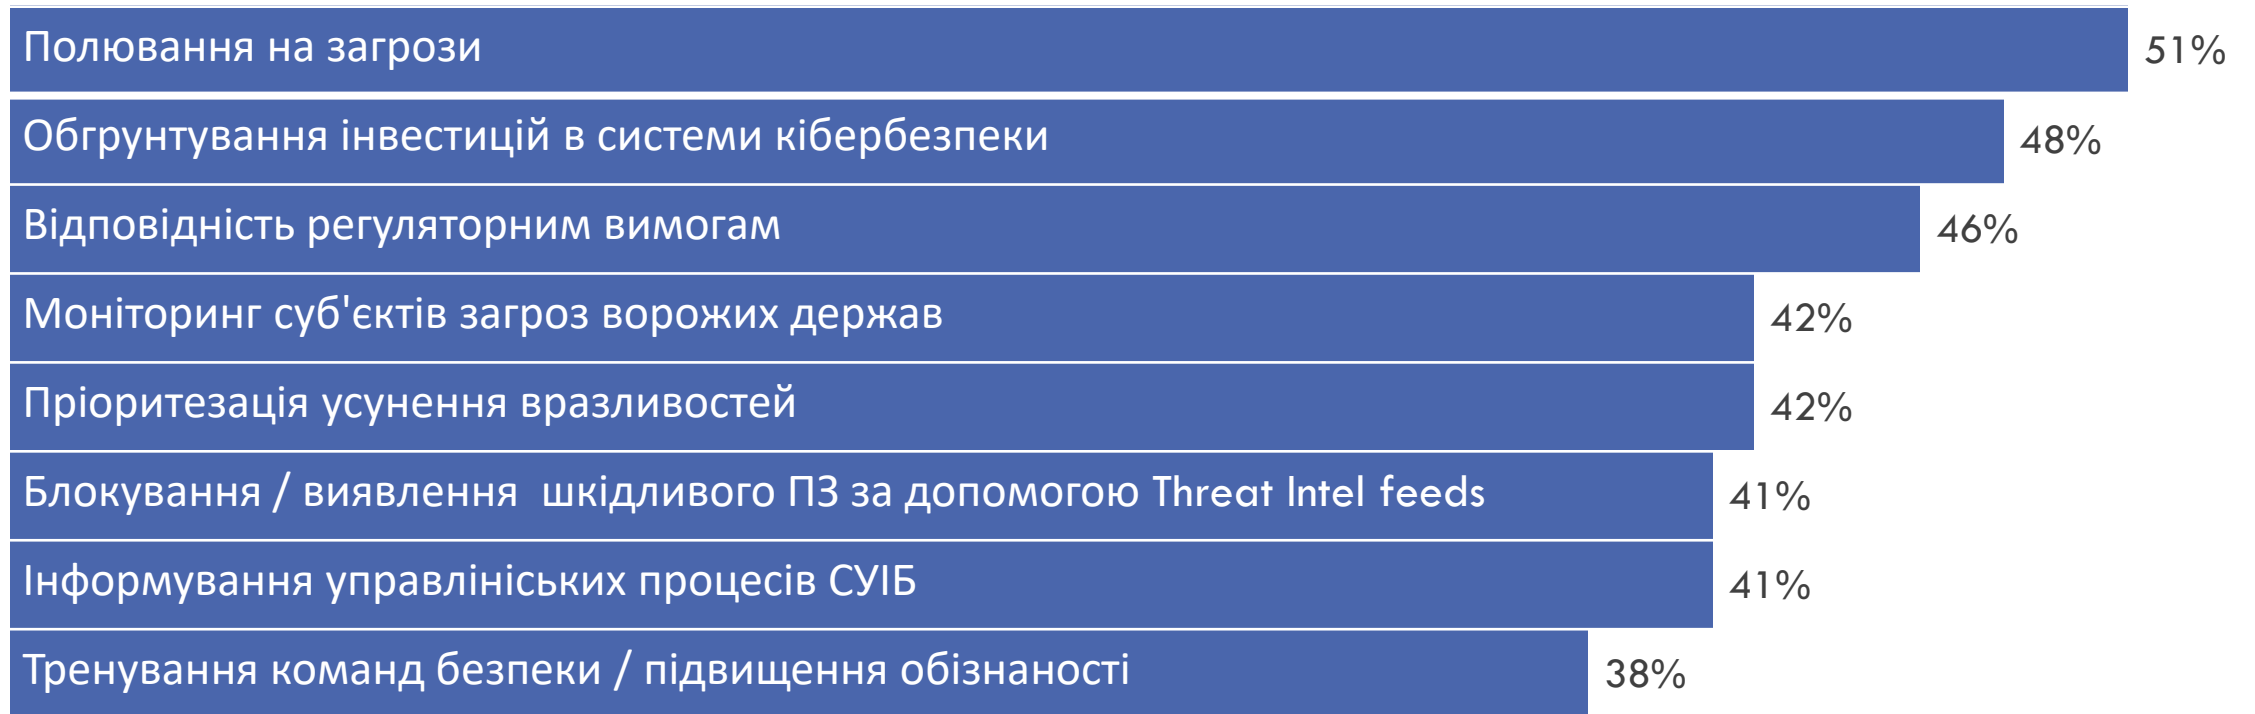 Полювання на загрози 51%
Обгрунтування інвестицій в системи кібербезпеки 48%
Відповідність регуляторним вимогам 46%
Моніторинг суб'єктів загроз ворожих держав 42%
Пріоритезація усунення вразливостей 42%
Блокування / виявлення шкідливого ПЗ за допомогою Threat Intel feeds 41%
Інформування управлініських процесів СУІБ 41%
Тренування команд безпеки / підвищення обізнаності 38%